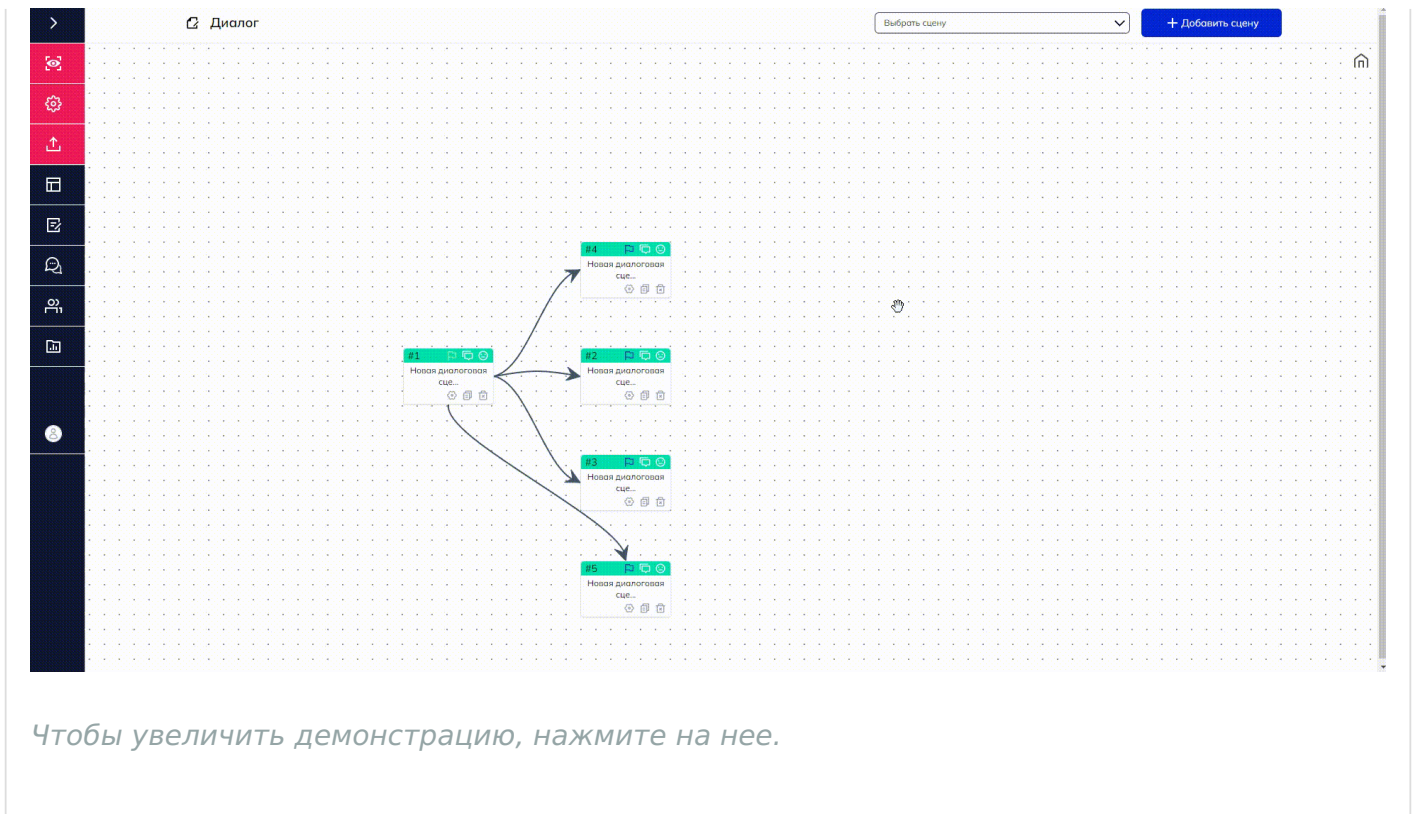 Диалог
Выбрать сцену
+ Добавить сцену
#4
Новая диалоговая
сце...
#1
Новая диалоговая
сце...
#2
Новая диалоговая
сце...
#3
Новая диалоговая
сце...
#5
Новая диалоговая
сце...
Чтобы увеличить демонстрацию, нажмите на нее.